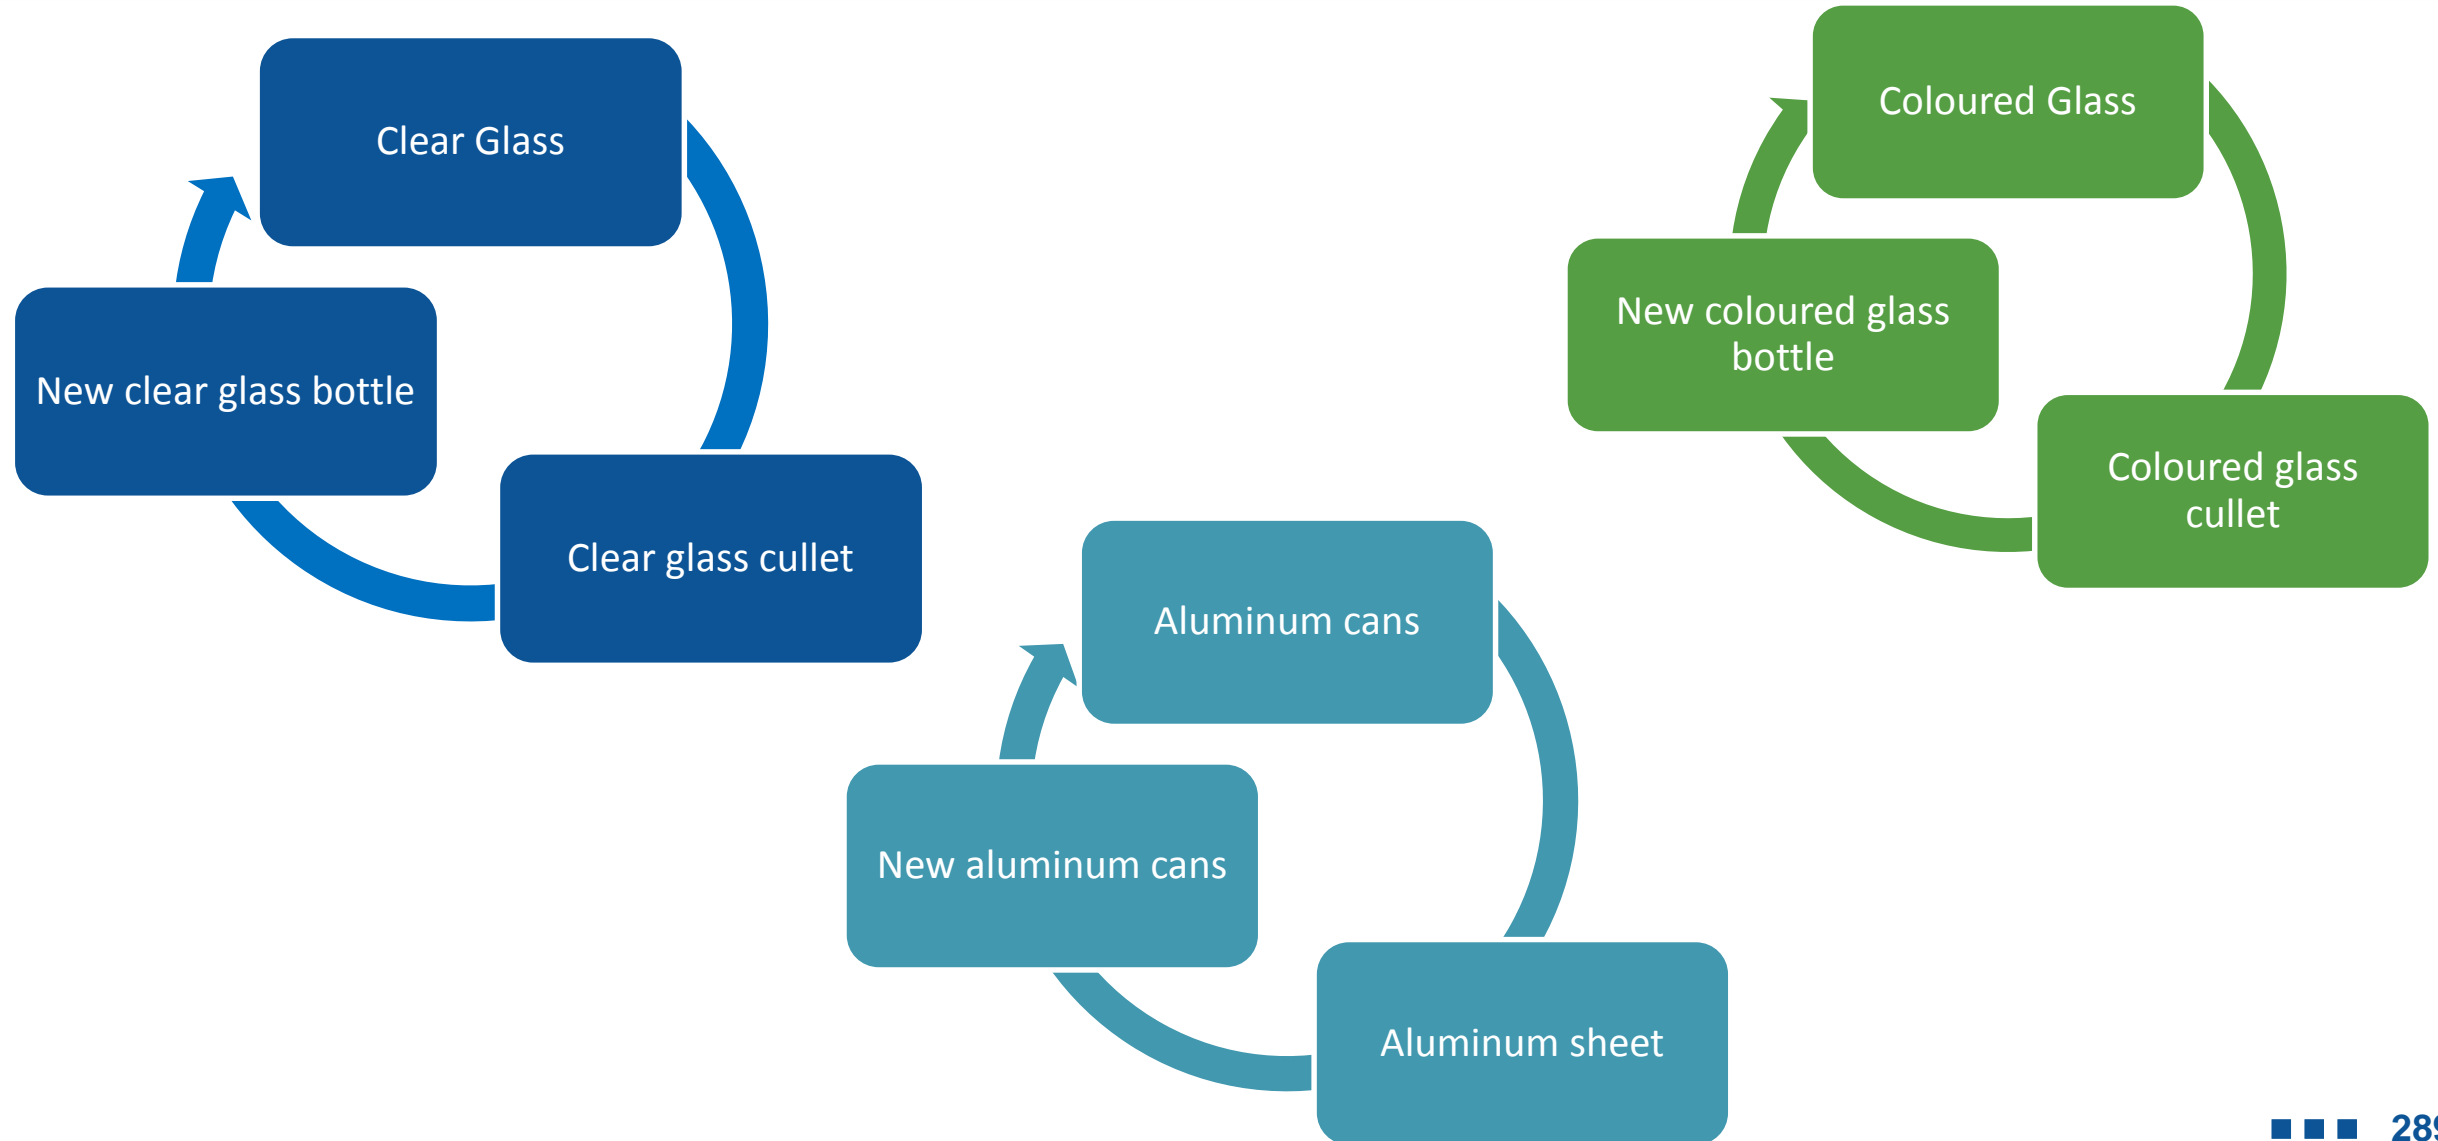 Clear Glass
New clear glass bottle
Clear glass cullet
Aluminum cans
New aluminum cans
Aluminum sheet
Coloured Glass
New coloured glass
bottle
Coloured glass
cullet
289